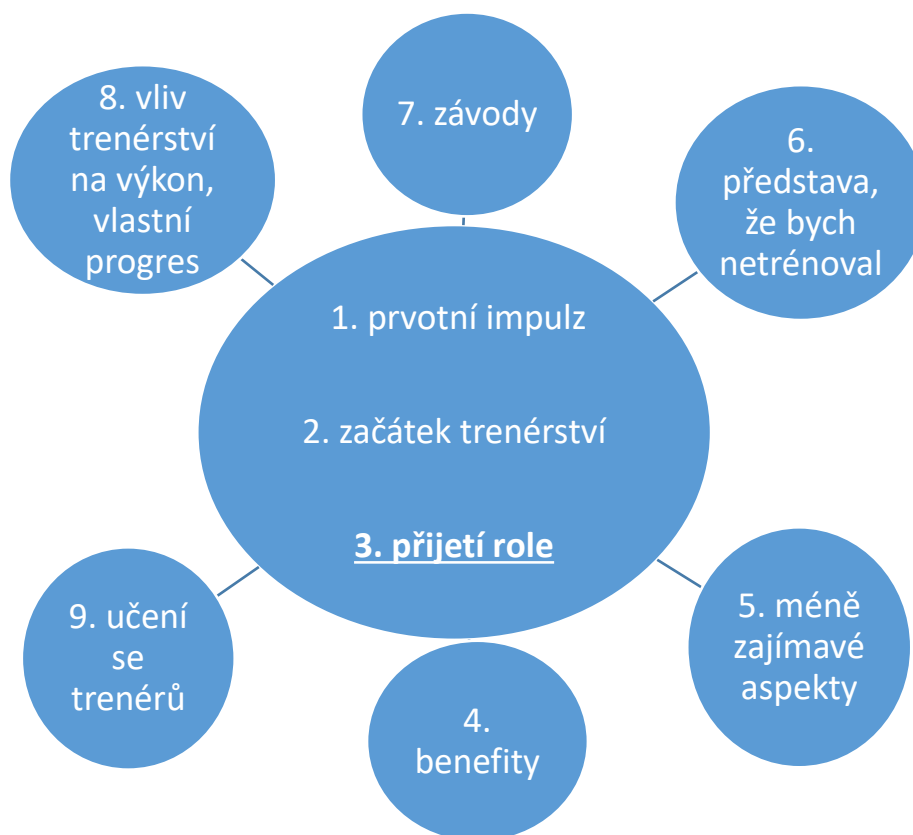 8. vliv
trenérství
na výkon,
vlastní
progres
7. závody
6.
představa,
že bych
netrénoval
1. prvotní impulz
2. začátek trenérství
3. přijetí role
9. učení
se
trenérů
4.
benefity
5. méně
zajímavé
aspekty